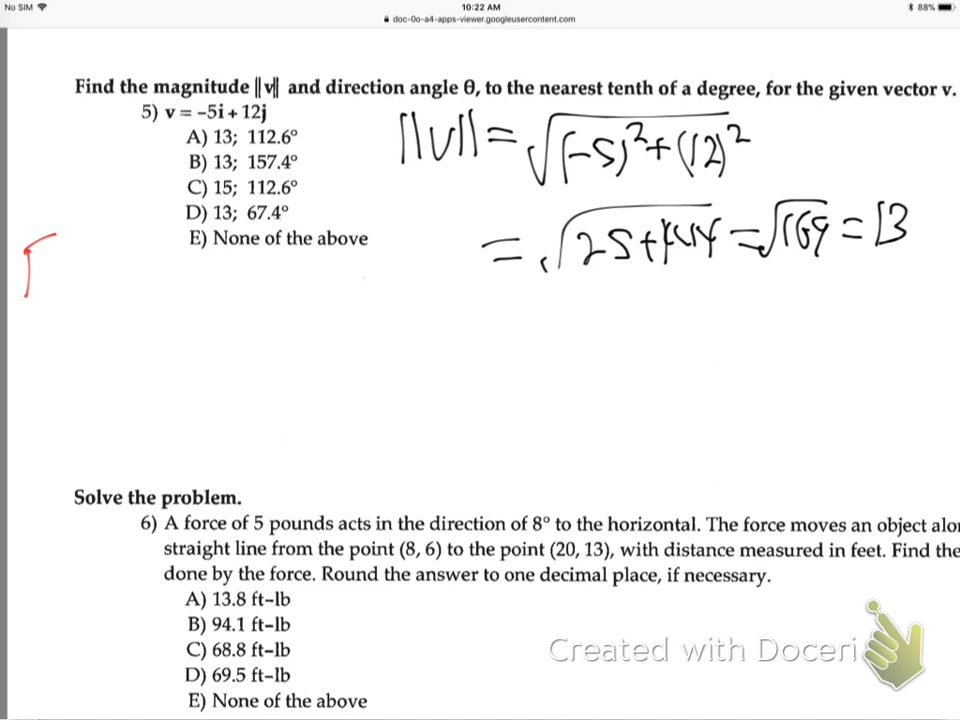 No SIM 10:22 AM 88%
doc-0o-a4-apps-viewer.googleusercontent.com
Find the magnitude ‖v‖ and direction angle θ, to the nearest tenth of a degree, for the given vector v.
5) v = -5i + 12j
A) 13; 112.6°
B) 13; 157.4°
C) 15; 112.6°
D) 13; 67.4°
E) None of the above
||v|| = √(-5)² + (12)²
= √25 + 144 = √169 = 13
Solve the problem.
6) A force of 5 pounds acts in the direction of 8° to the horizontal. The force moves an object alo
straight line from the point (8, 6) to the point (20, 13), with distance measured in feet. Find the
done by the force. Round the answer to one decimal place, if necessary.
A) 13.8 ft-lb
B) 94.1 ft-lb
C) 68.8 ft-lb
D) 69.5 ft-lb
E) None of the above
Created with Doceri